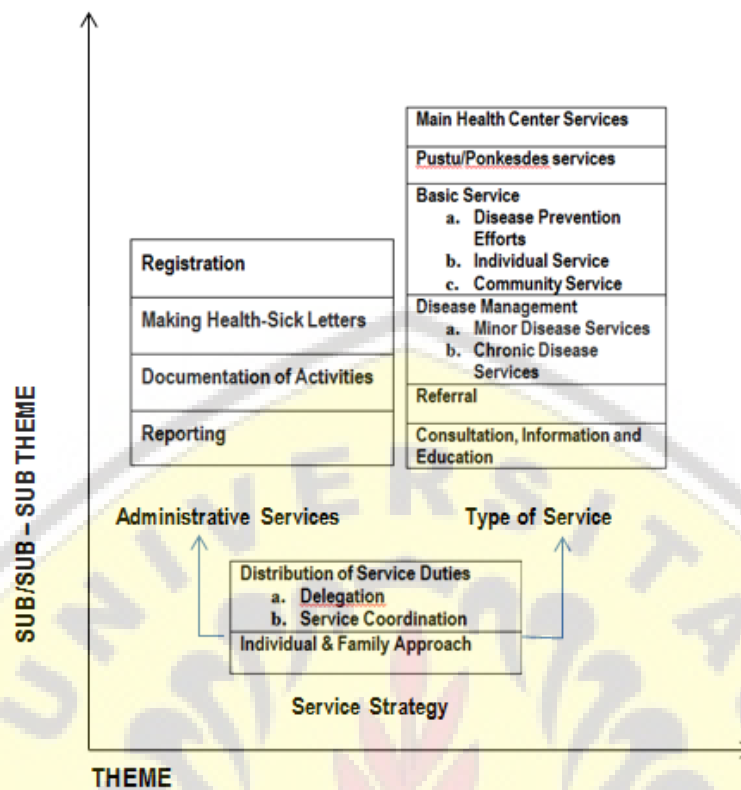 Main Health Center Services
Pustu/Ponkesdes services
Basic Service
a. Disease Prevention
Efforts
b. Individual Service
c. Community Service
Disease Management
a. Minor Disease Services
b. Chronic Disease
Services
Referral
Consultation, Information and
Education
Registration
Making Health-Sick Letters
Documentation of Activities
Reporting
Administrative Services
Type of Service
Distribution of Service Duties
a. Delegation
b. Service Coordination
Individual & Family Approach
Service Strategy
SUB/SUB – SUB THEME
THEME
UNIVERSITA